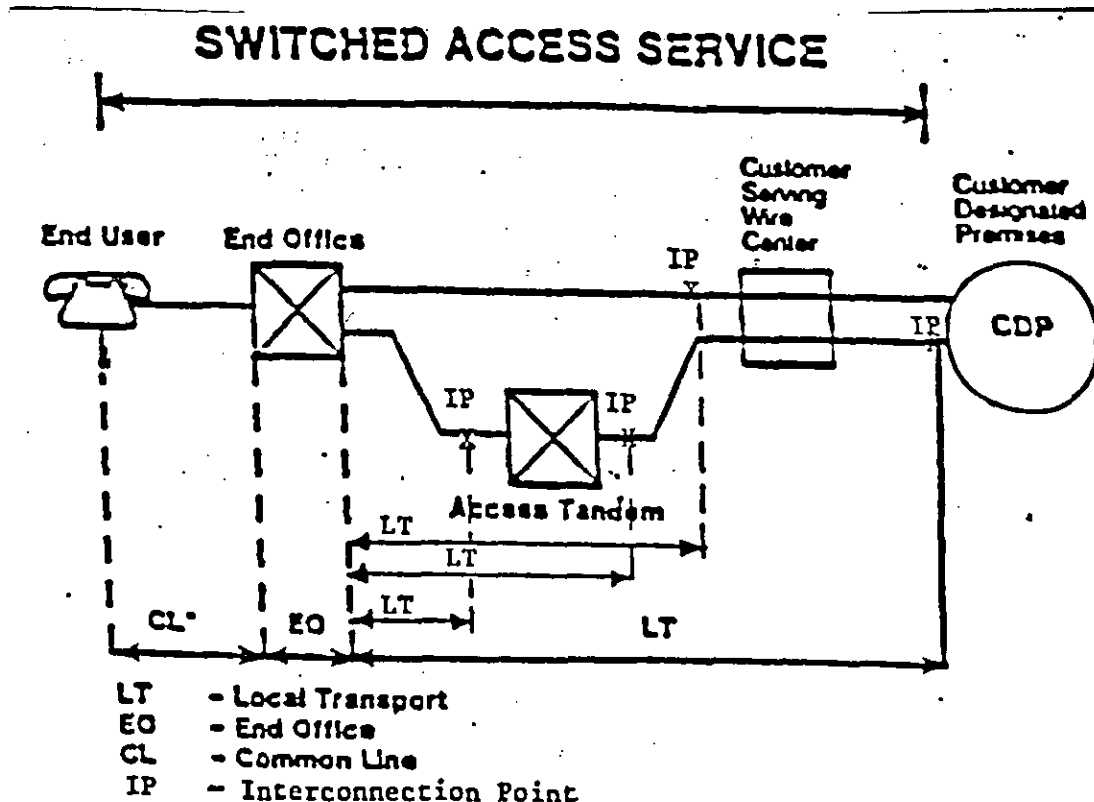 SWITCHED ACCESS SERVICE
Customer
Serving
Wire
Center
Customer
Designated
Premises
End User
End Office
IP
IP
CDP
IP
IP
Access Tandem
LT
LT
LT
CL*
EO
LT
LT - Local Transport
EO - End Office
CL - Common Line
IP - Interconnection Point